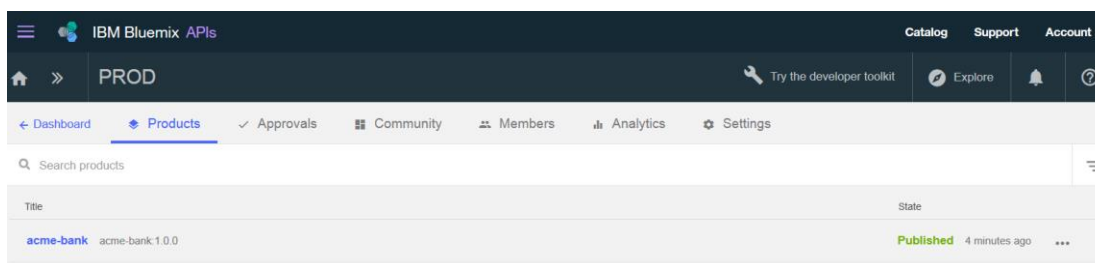 IBM Bluemix APIs Catalog Support Account
PROD Try the developer toolkit Explore
← Dashboard Products Approvals Community Members Analytics Settings
Search products
Title State
acme-bank acme-bank:1.0.0 Published 4 minutes ago